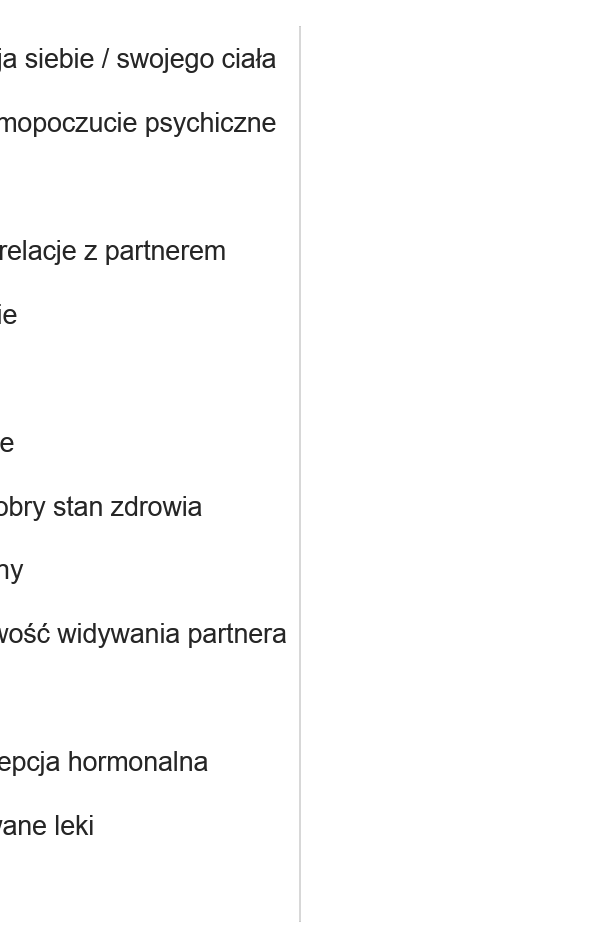 ja siebie / swojego ciała
mopoczucie psychiczne
relacje z partnerem
ie
e
obry stan zdrowia
ny
wość widywania partnera
epcja hormonalna
wane leki